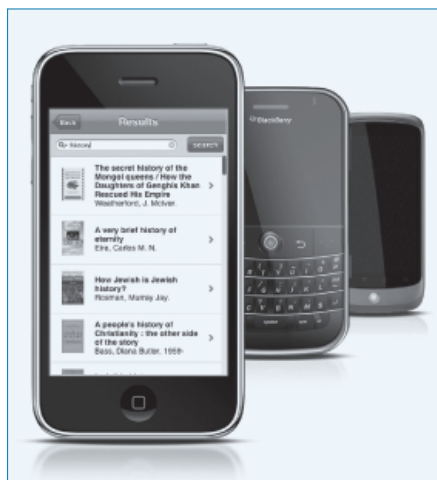 Back
Results
history
search
The secret history of the
Mongol queens / How the
Daughters of Genghis Khan
Rescued His Empire
Weatherford, J. McIver.
A very brief history of
eternity
Eire, Carlos M. N.
How Jewish is Jewish
history?
Rosman, Murray Jay.
A people's history of
Christianity : the other side
of the story
Bass, Diana Butler, 1959-
BlackBerry